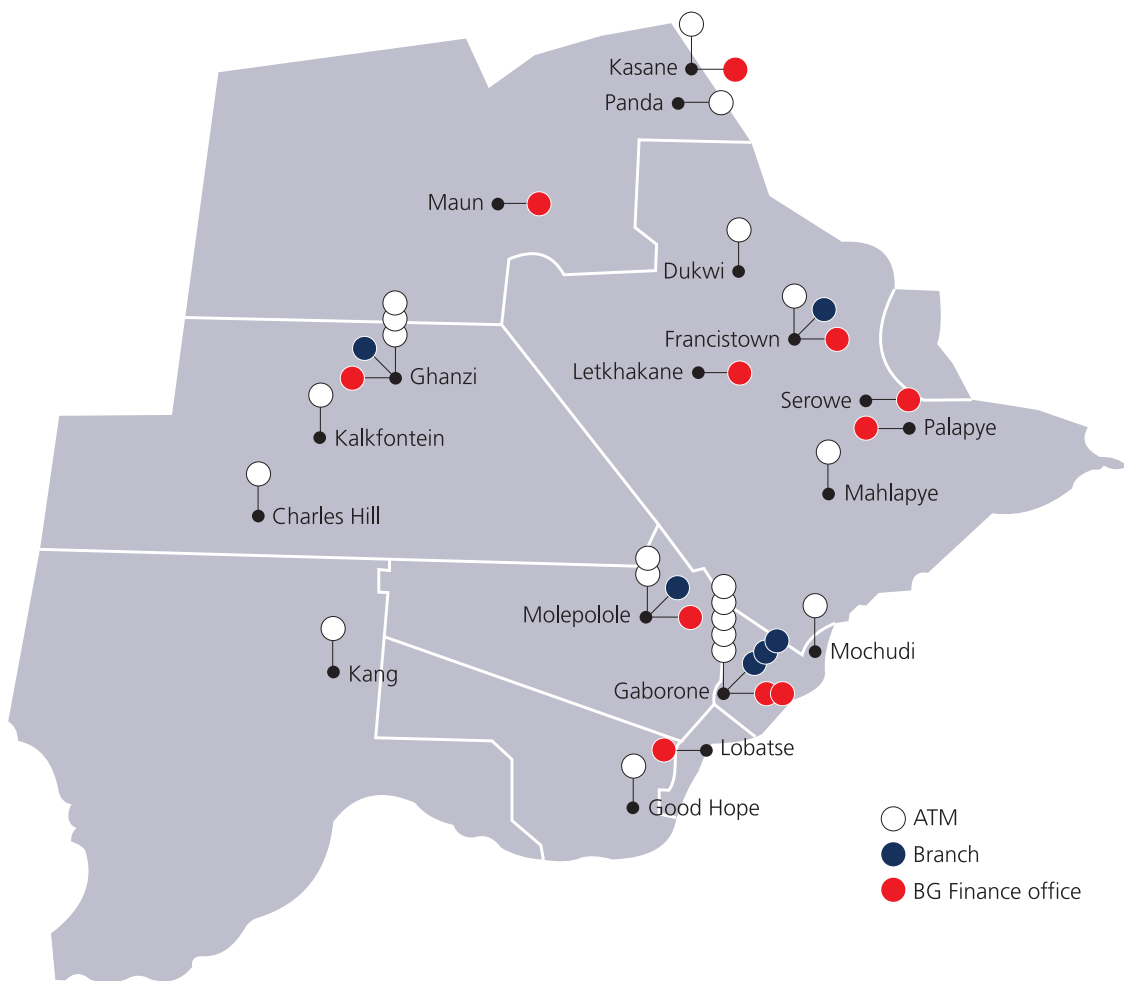 Kasane
Panda
Maun
Dukwi
Francistown
Letkhakane
Ghanzi
Serowe
Palapye
Kalkfontein
Mahlapye
Charles Hill
Molepolole
Mochudi
Kang
Gaborone
Lobatse
Good Hope
ATM
Branch
BG Finance office